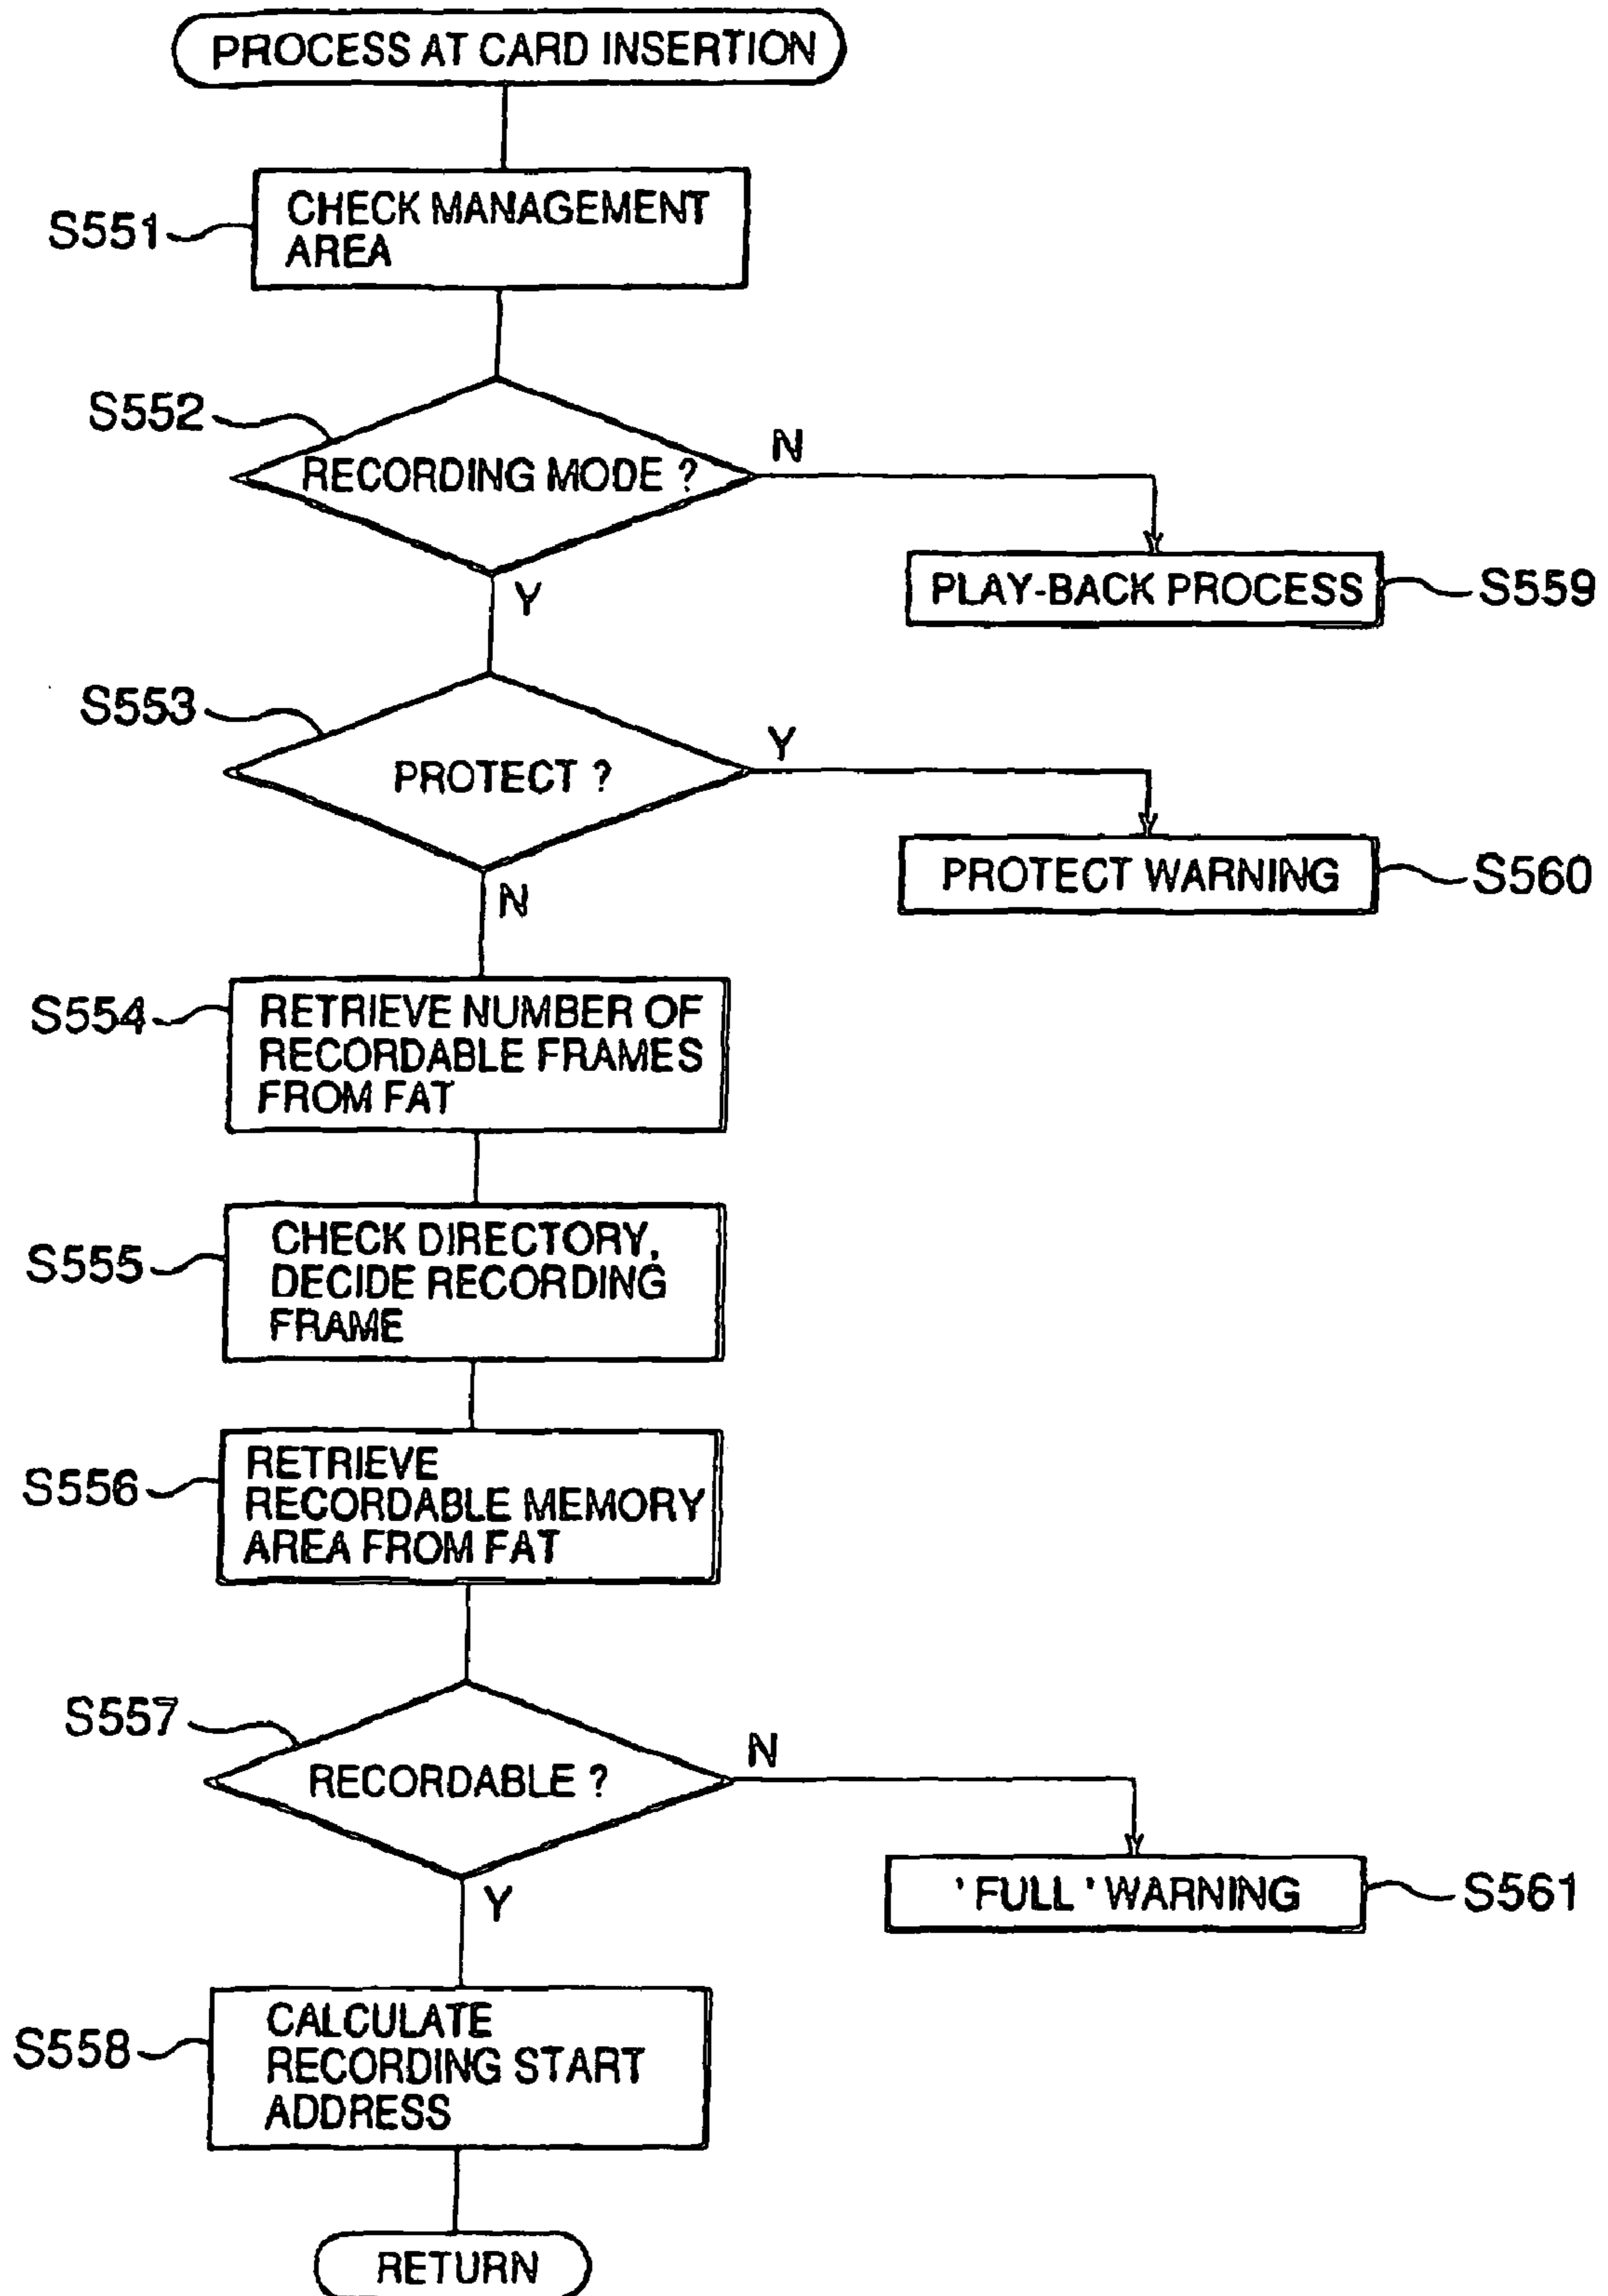 PROCESS AT CARD INSERTION
S551
CHECK MANAGEMENT
AREA
S552
RECORDING MODE ?
N
Y
PLAY-BACK PROCESS
S559
S553
PROTECT ?
Y
N
PROTECT WARNING
S560
S554
RETRIEVE NUMBER OF
RECORDABLE FRAMES
FROM FAT
S555
CHECK DIRECTORY,
DECIDE RECORDING
FRAME
S556
RETRIEVE
RECORDABLE MEMORY
AREA FROM FAT
S557
RECORDABLE ?
N
Y
'FULL' WARNING
S561
S558
CALCULATE
RECORDING START
ADDRESS
RETURN